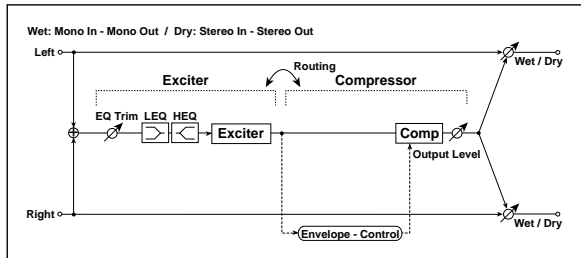 Wet: Mono In - Mono Out / Dry: Stereo In - Stereo Out
Left
Wet / Dry
Routing
Exciter
Compressor
EQ Trim
LEQ
HEQ
Exciter
Comp
Output Level
Right
Wet / Dry
Envelope - Control